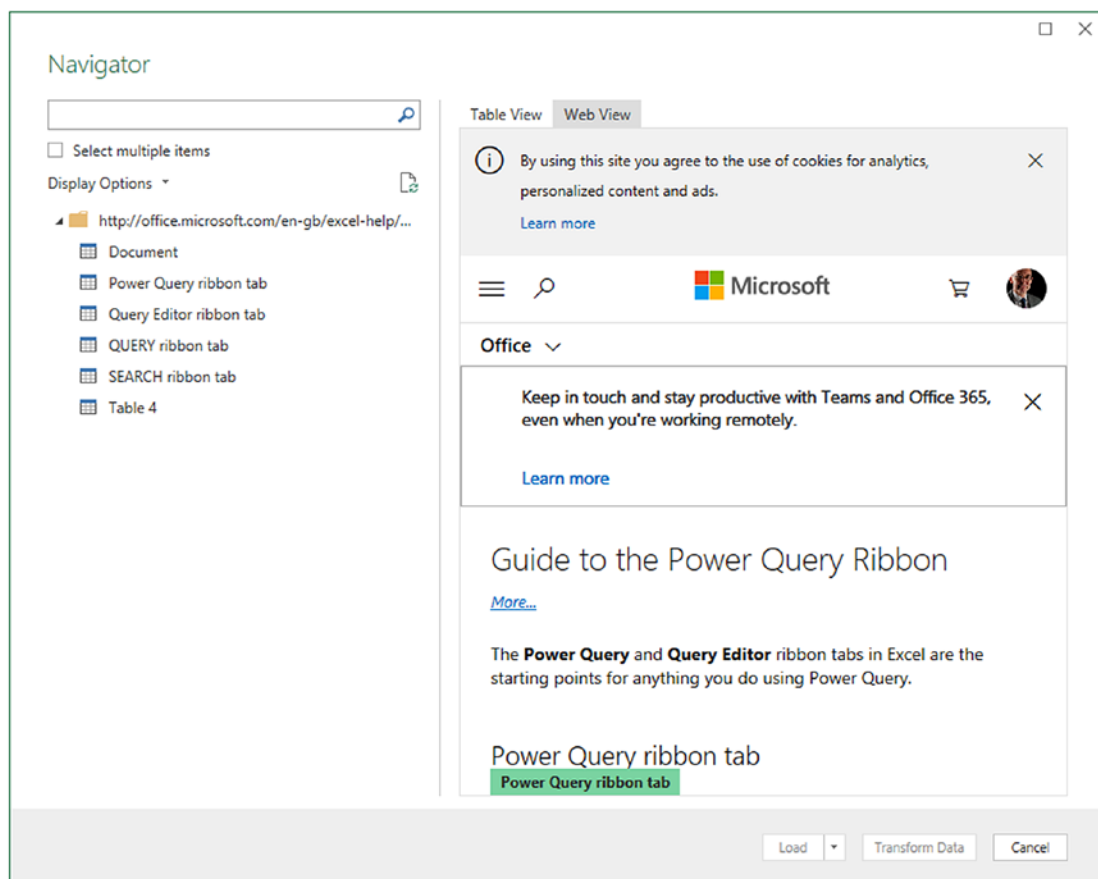 Navigator
Select multiple items
Display Options
http://office.microsoft.com/en-gb/excel-help/...
Document
Power Query ribbon tab
Query Editor ribbon tab
QUERY ribbon tab
SEARCH ribbon tab
Table 4
Table View
Web View
By using this site you agree to the use of cookies for analytics,
personalized content and ads.
Learn more
Microsoft
Office
Keep in touch and stay productive with Teams and Office 365,
even when you're working remotely.
Learn more
Guide to the Power Query Ribbon
More...
The Power Query and Query Editor ribbon tabs in Excel are the
starting points for anything you do using Power Query.
Power Query ribbon tab
Power Query ribbon tab
Load
Transform Data
Cancel